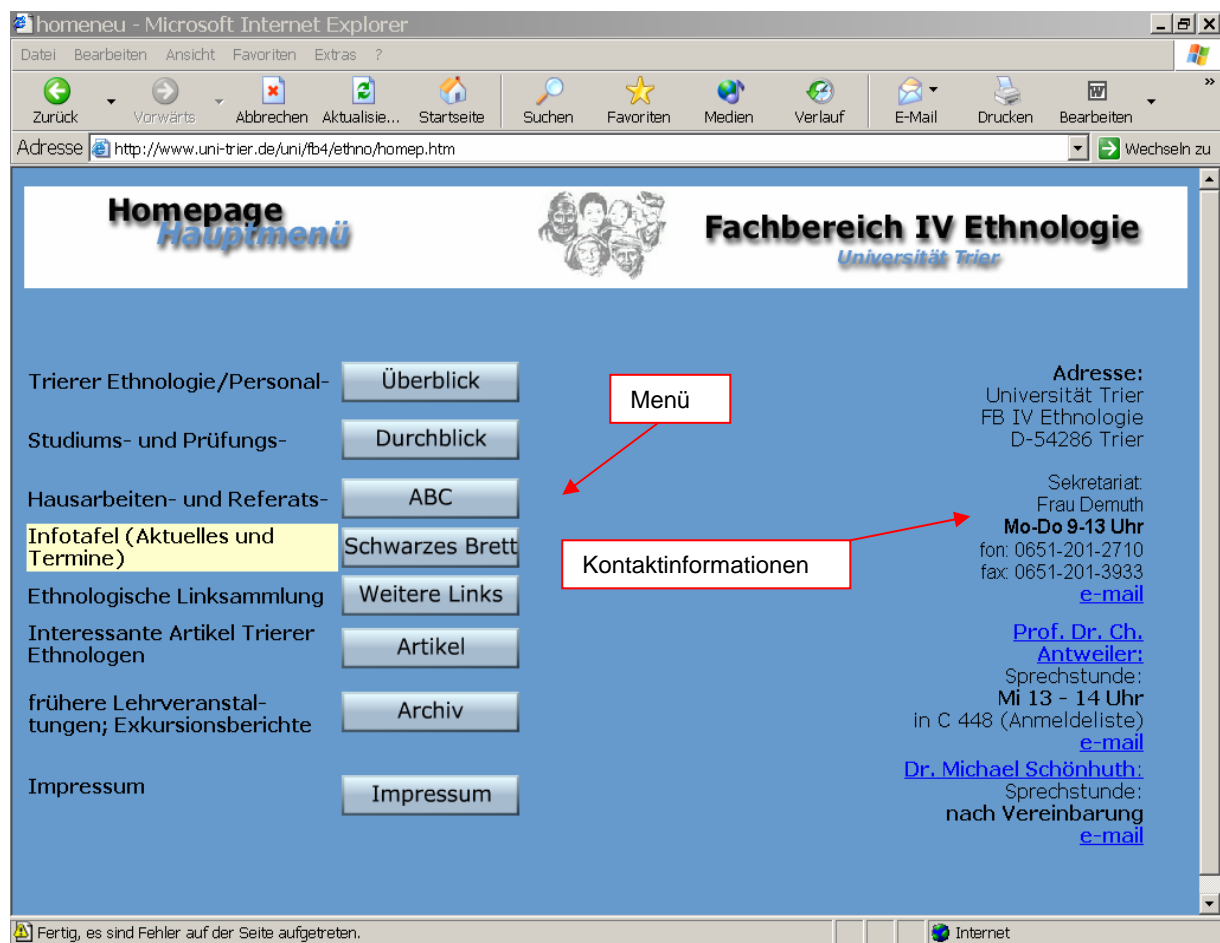 homeneu - Microsoft Internet Explorer
Datei Bearbeiten Ansicht Favoriten Extras ?
Zurück Vorwärts Abbrechen Aktualisie... Startseite Suchen Favoriten Medien Verlauf E-Mail Drucken Bearbeiten »
Adresse http://www.uni-trier.de/uni/fb4/ethno/homep.htm Wechseln zu
Homepage
Hauptmenü
Fachbereich IV Ethnologie
Universität Trier
Trierer Ethnologie/Personal- Überblick
Studiums- und Prüfungs- Durchblick
Hausarbeiten- und Referats- ABC
Infotafel (Aktuelles und
Termine) Schwarzes Brett
Ethnologische Linksammlung Weitere Links
Interessante Artikel Trierer
Ethnologen Artikel
frühere Lehrveranstal-
tungen; Exkursionsberichte Archiv
Impressum Impressum
Menü
Kontaktinformationen
Adresse:
Universität Trier
FB IV Ethnologie
D-54286 Trier
Sekretariat:
Frau Demuth
Mo-Do 9-13 Uhr
fon: 0651-201-2710
fax: 0651-201-3933
e-mail
Prof. Dr. Ch.
Antweiler:
Sprechstunde:
Mi 13 - 14 Uhr
in C 448 (Anmeldeliste)
e-mail
Dr. Michael Schönhuth:
Sprechstunde:
nach Vereinbarung
e-mail
Fertig, es sind Fehler auf der Seite aufgetreten. Internet